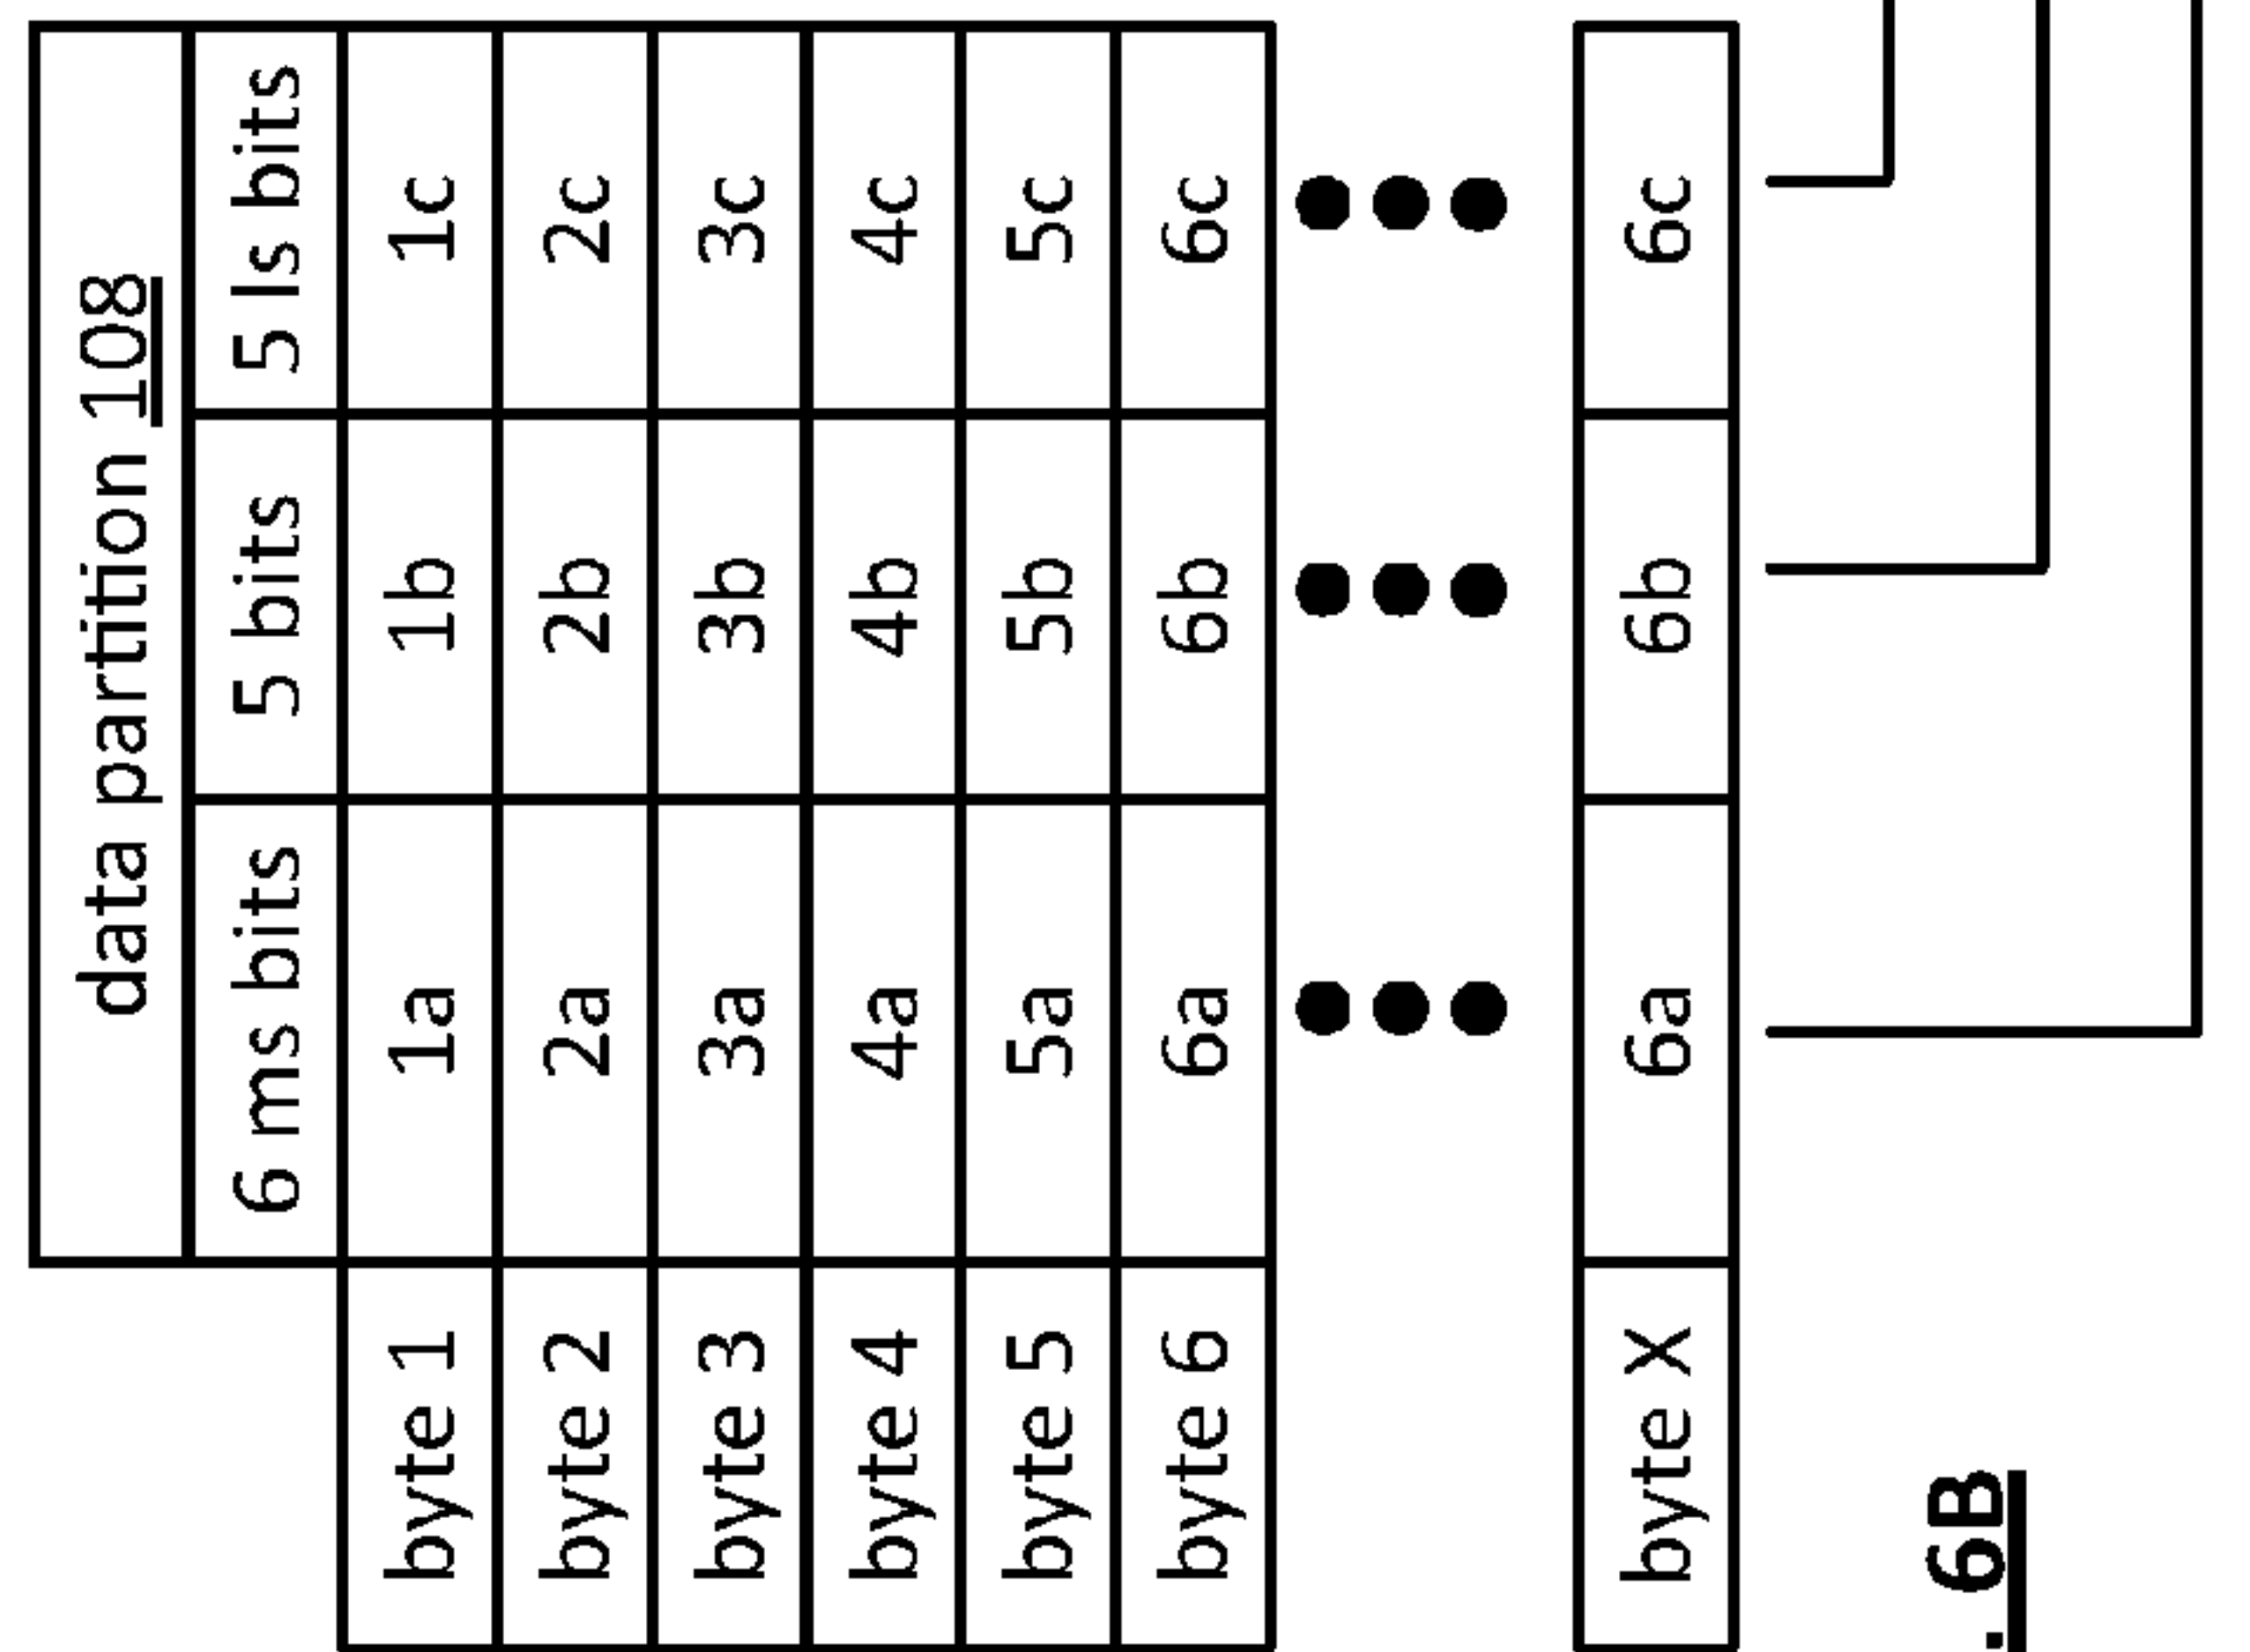 data partition 108
6 ms bits 5 bits 5 ls bits
byte 1 1a 1b 1c
byte 2 2a 2b 2c
byte 3 3a 3b 3c
byte 4 4a 4b 4c
byte 5 5a 5b 5c
byte 6 6a 6b 6c
byte X 6a 6b 6c
. 6B